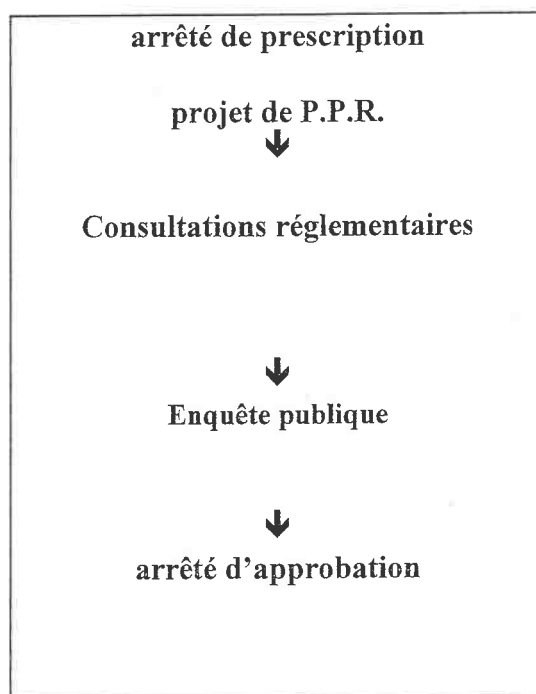 arrêté de prescription
projet de P.P.R.
Consultations réglementaires
Enquête publique
arrêté d'approbation